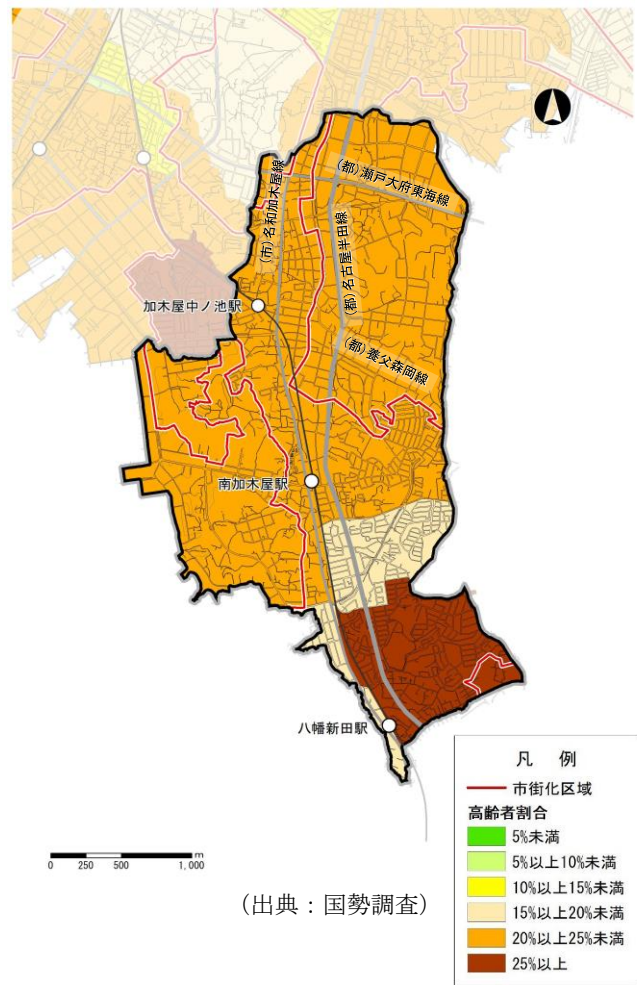 (都)瀬戸大府東海線
(市)名和加木屋線
(都)名古屋半田線
加木屋中ノ池駅
(都)養父森岡線
南加木屋駅
八幡新田駅
凡 例
市街化区域
高齢者割合
5%未満
5%以上10%未満
10%以上15%未満
15%以上20%未満
20%以上25%未満
25%以上
0 250 500 1,000 m
(出典：国勢調査)